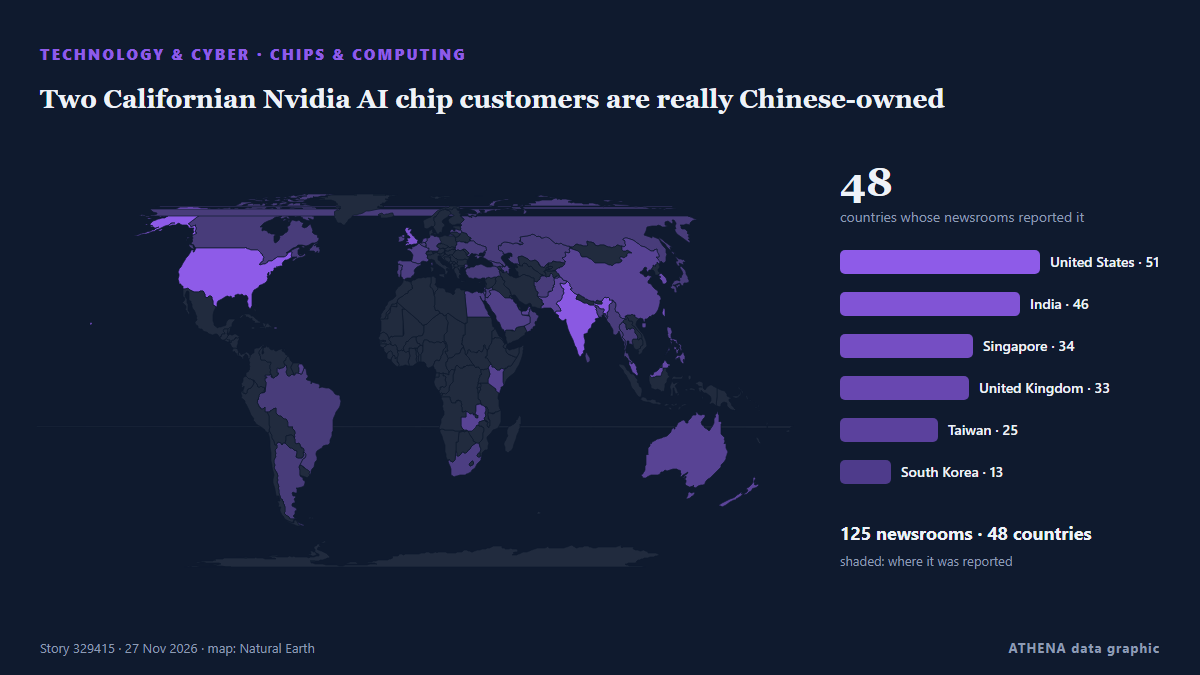 TECHNOLOGY & CYBER · CHIPS & COMPUTING
Two Californian Nvidia AI chip customers are really Chinese-owned
48
countries whose newsrooms reported it
United States · 51
India · 46
Singapore · 34
United Kingdom · 33
Taiwan · 25
South Korea · 13
125 newsrooms · 48 countries
shaded: where it was reported
Story 329415 · 27 Nov 2026 · map: Natural Earth
ATHENA data graphic